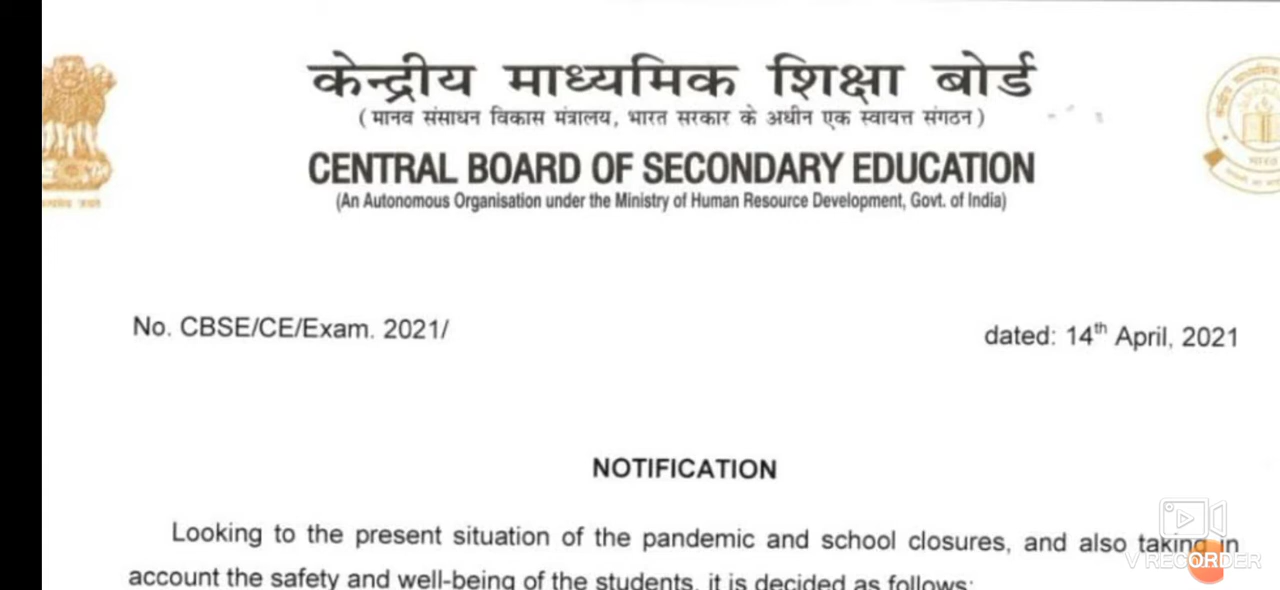 केन्द्रीय माध्यमिक शिक्षा बोर्ड
( मानव संसाधन विकास मंत्रालय, भारत सरकार के अधीन एक स्वायत्त संगठन )
CENTRAL BOARD OF SECONDARY EDUCATION
(An Autonomous Organisation under the Ministry of Human Resource Development, Govt. of India)
No. CBSE/CE/Exam. 2021/
dated: 14th April, 2021
NOTIFICATION
Looking to the present situation of the pandemic and school closures, and also taking in
account the safety and well-being of the students, it is decided as follows:
V RECORDER
भारत